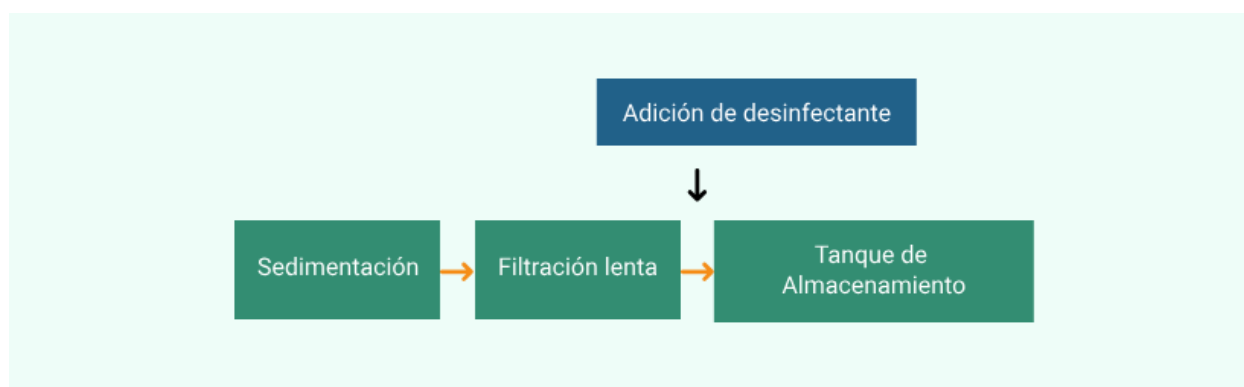 Adición de desinfectante
Sedimentación
Filtración lenta
Tanque de
Almacenamiento